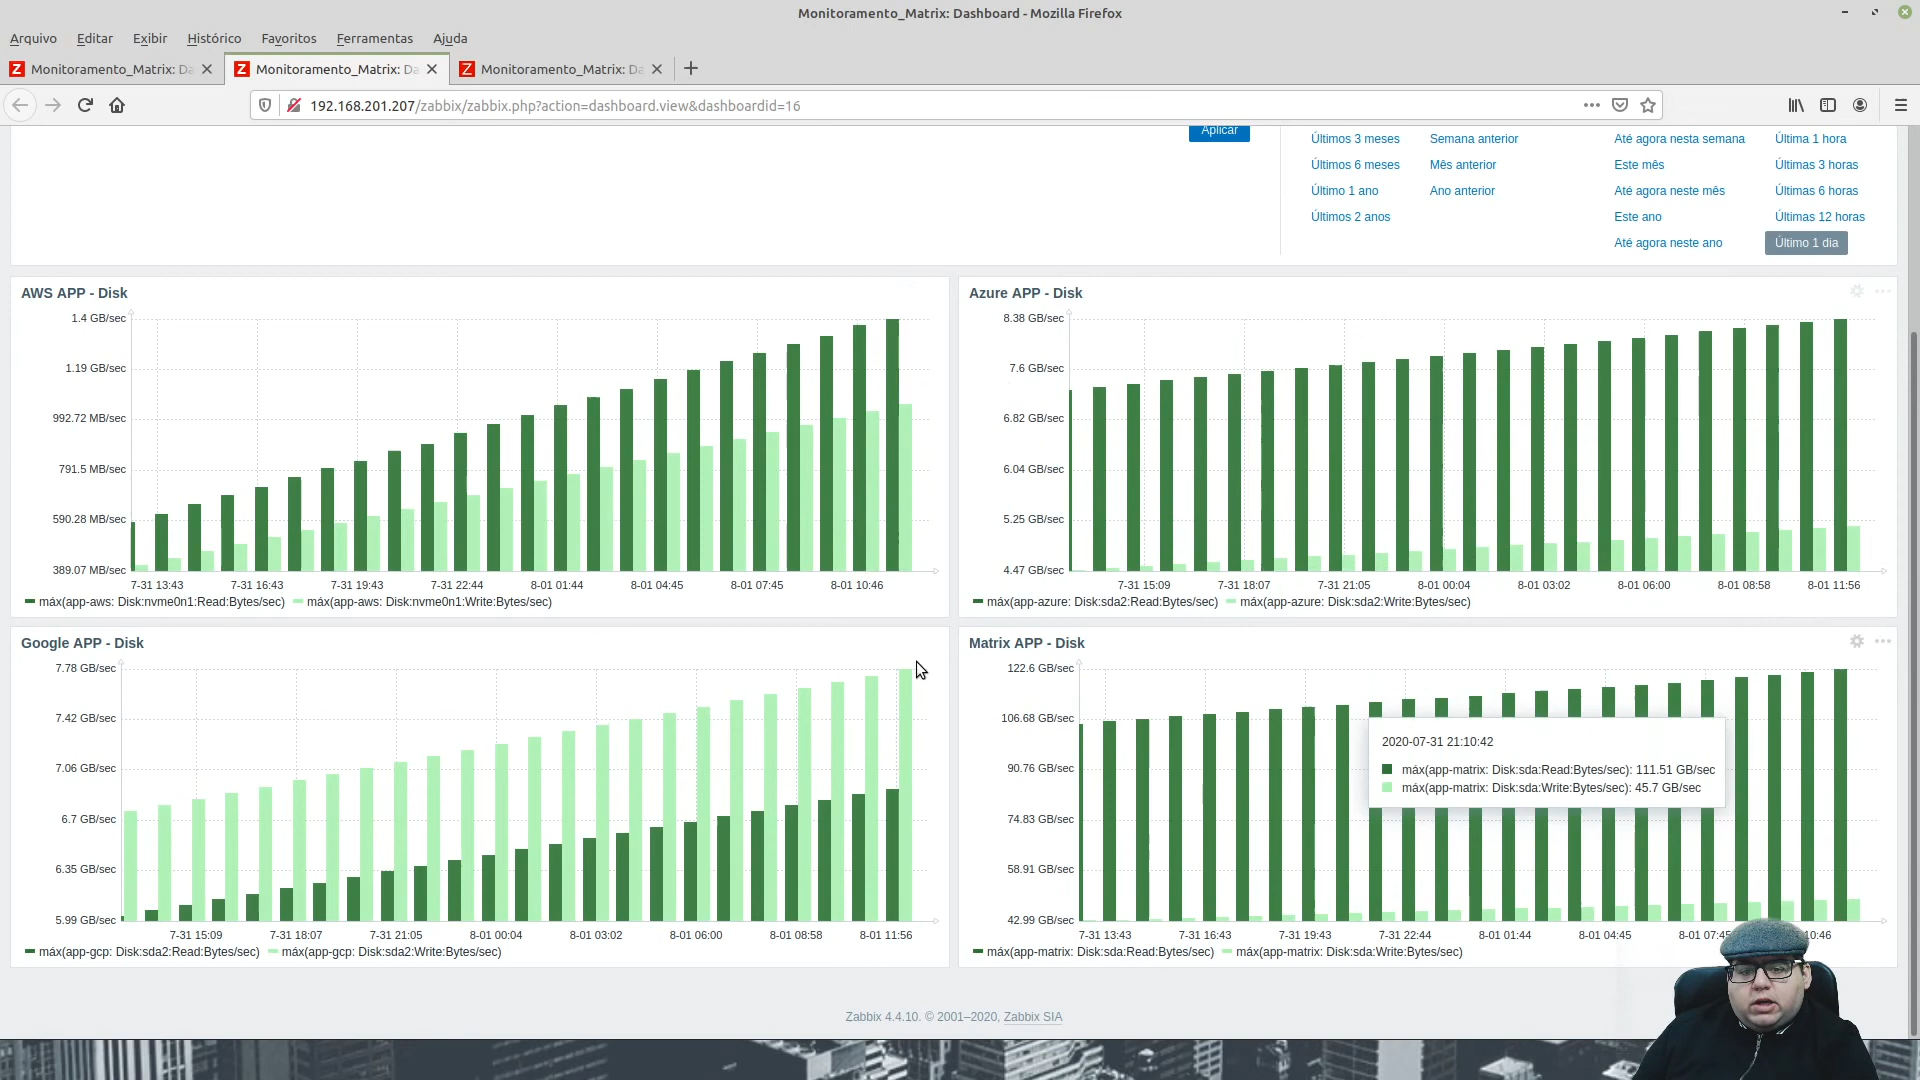 Monitoramento_Matrix: Dashboard - Mozilla Firefox
Arquivo Editar Exibir Histórico Favoritos Ferramentas Ajuda
Monitoramento_Matrix: Da Monitoramento_Matrix: Da Monitoramento_Matrix: Da
192.168.201.207/zabbix/zabbix.php?action=dashboard.view&dashboardid=16
Aplicar
Últimos 3 meses Semana anterior Até agora nesta semana Última 1 hora
Últimos 6 meses Mês anterior Este mês Últimas 3 horas
Último 1 ano Ano anterior Até agora neste mês Últimas 6 horas
Últimos 2 anos Este ano Últimas 12 horas
Até agora neste ano Último 1 dia
AWS APP - Disk
1.4 GB/sec
1.19 GB/sec
992.72 MB/sec
791.5 MB/sec
590.28 MB/sec
389.07 MB/sec
7-31 13:43 7-31 16:43 7-31 19:43 7-31 22:44 8-01 01:44 8-01 04:45 8-01 07:45 8-01 10:46
máx(app-aws: Disk:nvme0n1:Read:Bytes/sec) máx(app-aws: Disk:nvme0n1:Write:Bytes/sec)
Azure APP - Disk
8.38 GB/sec
7.6 GB/sec
6.82 GB/sec
6.04 GB/sec
5.25 GB/sec
4.47 GB/sec
7-31 15:09 7-31 18:07 7-31 21:05 8-01 00:04 8-01 03:02 8-01 06:00 8-01 08:58 8-01 11:56
máx(app-azure: Disk:sda2:Read:Bytes/sec) máx(app-azure: Disk:sda2:Write:Bytes/sec)
Google APP - Disk
7.78 GB/sec
7.42 GB/sec
7.06 GB/sec
6.7 GB/sec
6.35 GB/sec
5.99 GB/sec
7-31 15:09 7-31 18:07 7-31 21:05 8-01 00:04 8-01 03:02 8-01 06:00 8-01 08:58 8-01 11:56
máx(app-gcp: Disk:sda2:Read:Bytes/sec) máx(app-gcp: Disk:sda2:Write:Bytes/sec)
Matrix APP - Disk
122.6 GB/sec
106.68 GB/sec
90.76 GB/sec
74.83 GB/sec
58.91 GB/sec
42.99 GB/sec
2020-07-31 21:10:42
máx(app-matrix: Disk:sda:Read:Bytes/sec): 111.51 GB/sec
máx(app-matrix: Disk:sda:Write:Bytes/sec): 45.7 GB/sec
7-31 13:43 7-31 16:43 7-31 19:43 7-31 22:44 8-01 01:44 8-01 04:45 8-01 07:45 10:46
máx(app-matrix: Disk:sda:Read:Bytes/sec) máx(app-matrix: Disk:sda:Write:Bytes/sec)
Zabbix 4.4.10. © 2001–2020, Zabbix SIA